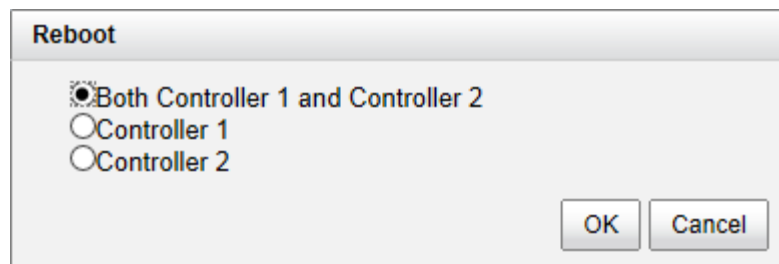 Reboot
Both Controller 1 and Controller 2
Controller 1
Controller 2
OK Cancel